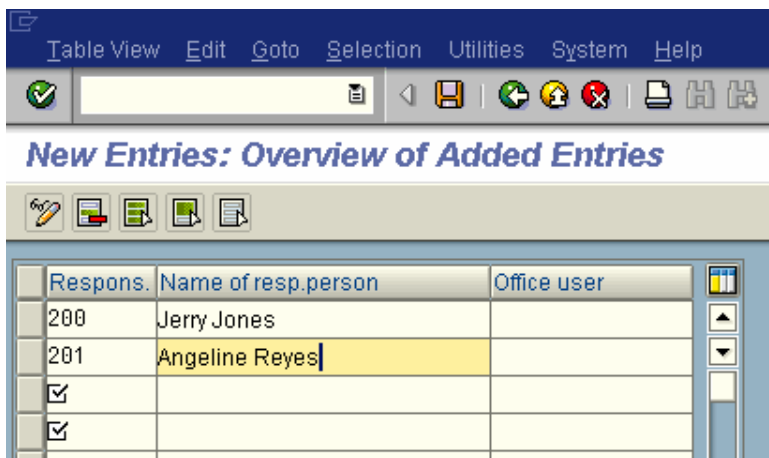 Table View Edit Goto Selection Utilities System Help
New Entries: Overview of Added Entries
Respons. Name of resp.person Office user
200 Jerry Jones
201 Angeline Reyes